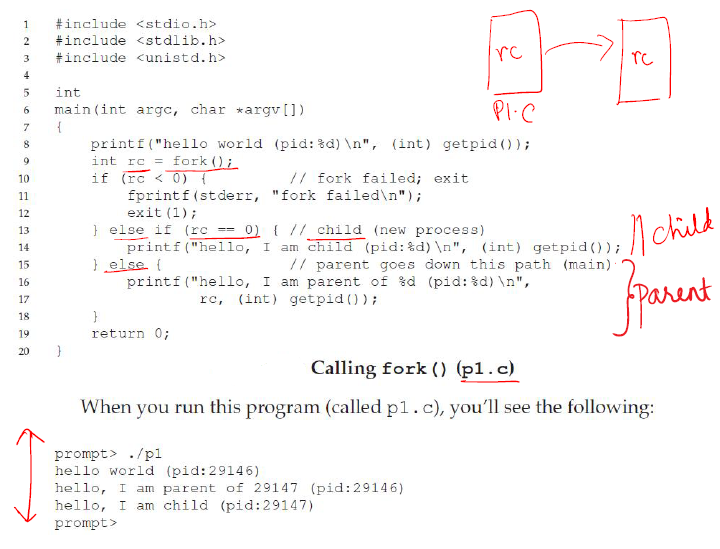 1 #include <stdio.h>
2 #include <stdlib.h>
3 #include <unistd.h>
4
5 int
6 main(int argc, char *argv[])
7 {
8 printf("hello world (pid:%d)\n", (int) getpid());
9 int rc = fork();
10 if (rc < 0) { // fork failed; exit
11 fprintf(stderr, "fork failed\n");
12 exit(1);
13 } else if (rc == 0) { // child (new process)
14 printf("hello, I am child (pid:%d)\n", (int) getpid());
15 } else { // parent goes down this path (main)
16 printf("hello, I am parent of %d (pid:%d)\n",
17 rc, (int) getpid());
18 }
19 return 0;
20 }
rc
rc
P1.C
child
parent
Calling fork() (p1.c)
When you run this program (called p1.c), you'll see the following:
prompt> ./p1
hello world (pid:29146)
hello, I am parent of 29147 (pid:29146)
hello, I am child (pid:29147)
prompt>